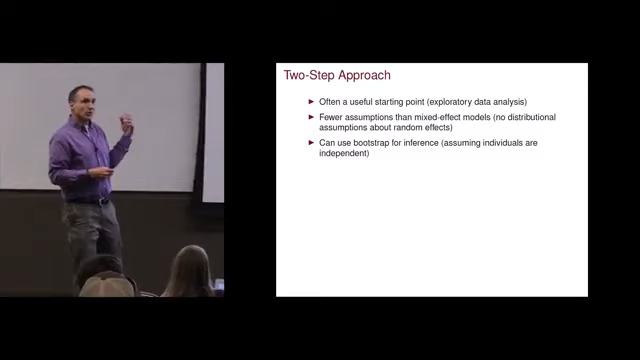 Two-Step Approach
Often a useful starting point (exploratory data analysis)
Fewer assumptions than mixed-effect models (no distributional
assumptions about random effects)
Can use bootstrap for inference (assuming individuals are
independent)